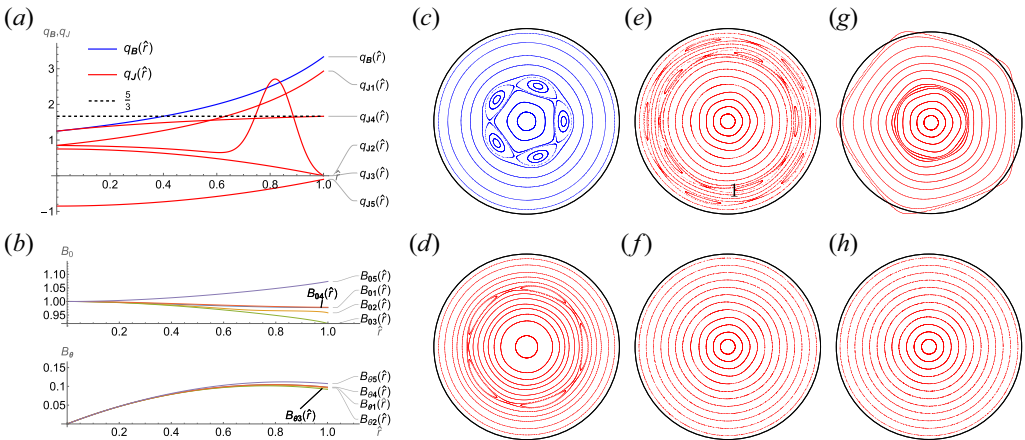 (a)
q_B, q_J
q_B(r̂)
q_J(r̂)
5/3
3
2
1
−1
0.2 0.4 0.6 0.8 1.0
r̂
q_B(r̂)
q_J1(r̂)
q_J4(r̂)
q_J2(r̂)
q_J3(r̂)
q_J5(r̂)
(b)
B_0
1.10
1.05
1.00
0.95
0.2 0.4 0.6 0.8 1.0
r̂
B_04(r̂)
B_05(r̂)
B_01(r̂)
B_02(r̂)
B_03(r̂)
B_θ
0.15
0.1
0.05
0.2 0.4 0.6 0.8 1.0
r̂
B_θ3(r̂)
B_θ5(r̂)
B_θ4(r̂)
B_θ1(r̂)
B_θ2(r̂)
(c)
(e)
1
(g)
(d)
(f)
(h)